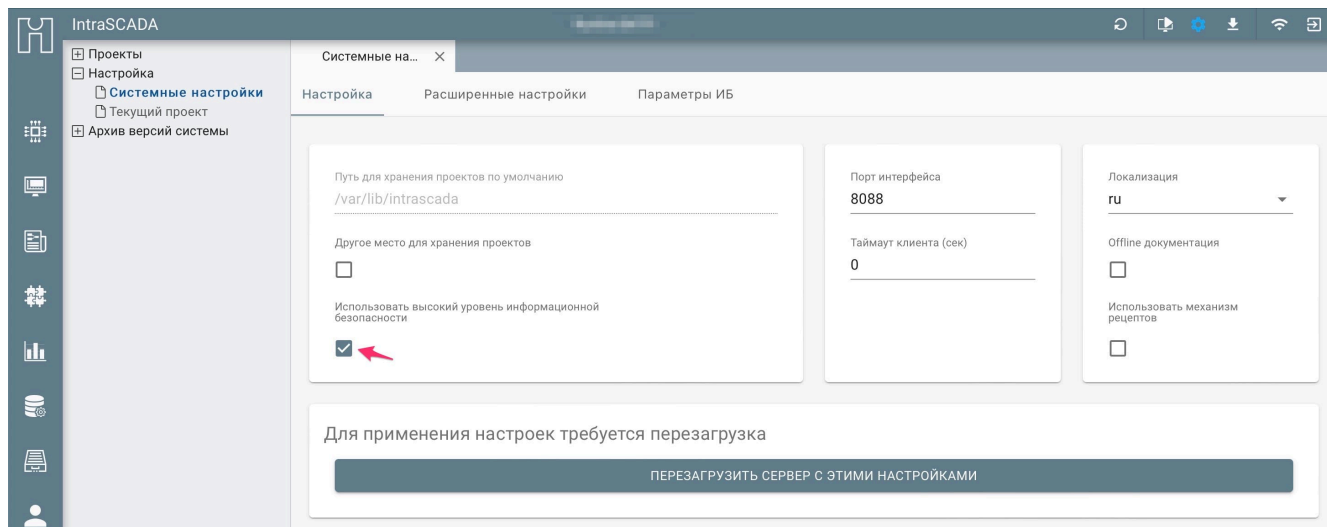 IntraSCADA
Проекты
Настройка
Системные настройки
Текущий проект
Архив версий системы
Системные на...
Настройка
Расширенные настройки
Параметры ИБ
Путь для хранения проектов по умолчанию
/var/lib/intrascada
Другое место для хранения проектов
Использовать высокий уровень информационной
безопасности
Порт интерфейса
8088
Таймаут клиента (сек)
0
Локализация
ru
Offline документация
Использовать механизм
рецептов
Для применения настроек требуется перезагрузка
ПЕРЕЗАГРУЗИТЬ СЕРВЕР С ЭТИМИ НАСТРОЙКАМИ